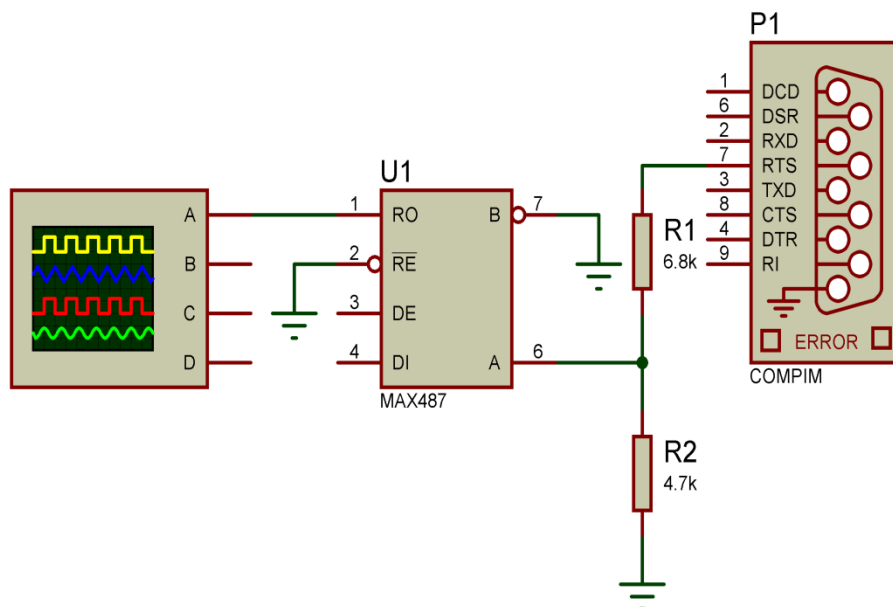 P1
1 DCD
6 DSR
2 RXD
7 RTS
3 TXD
8 CTS
4 DTR
9 RI
ERROR
COMPIM
U1
1 RO
2 RE
3 DE
4 DI
B 7
A 6
MAX487
A
B
C
D
R1
6.8k
R2
4.7k